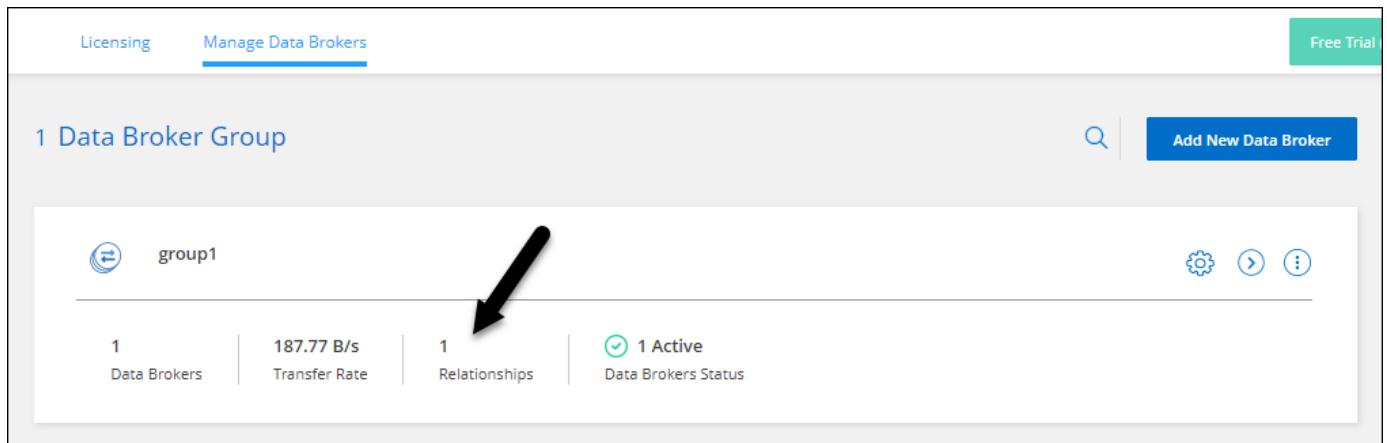 Licensing Manage Data Brokers Free Trial
1 Data Broker Group Add New Data Broker
group1
1 187.77 B/s 1 1 Active
Data Brokers Transfer Rate Relationships Data Brokers Status